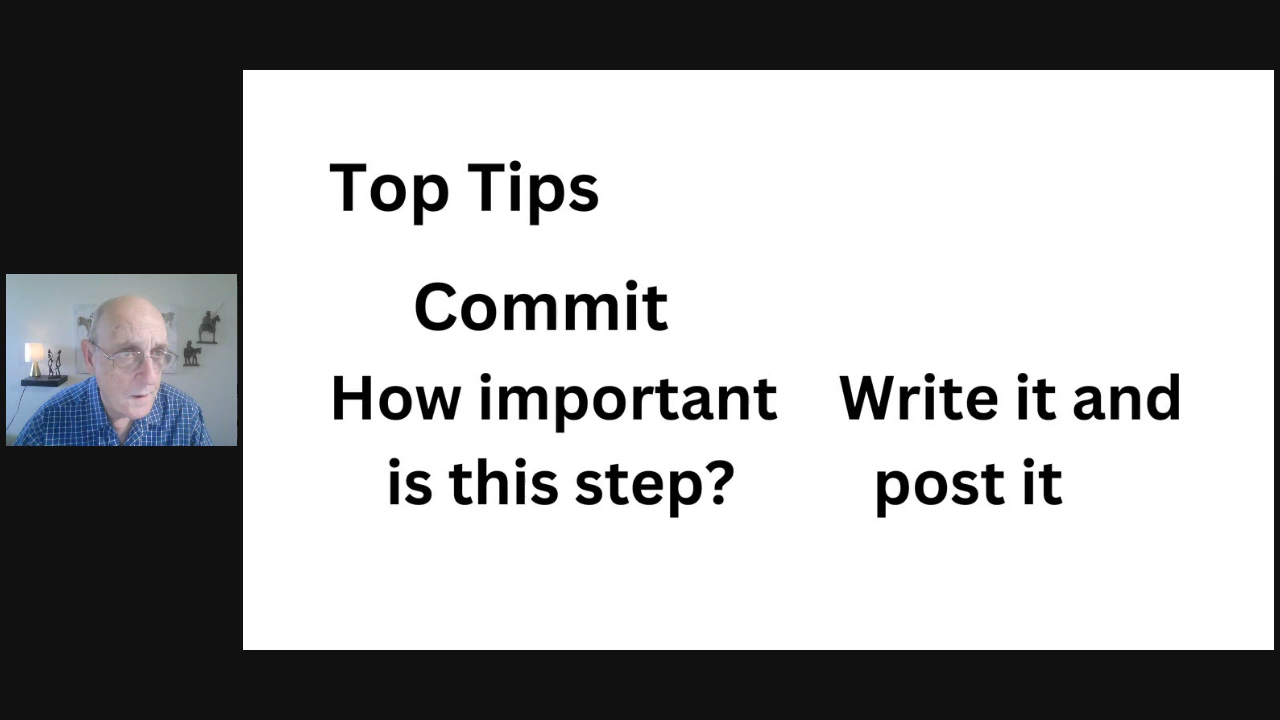 Top Tips
Commit
How important
is this step?
Write it and
post it